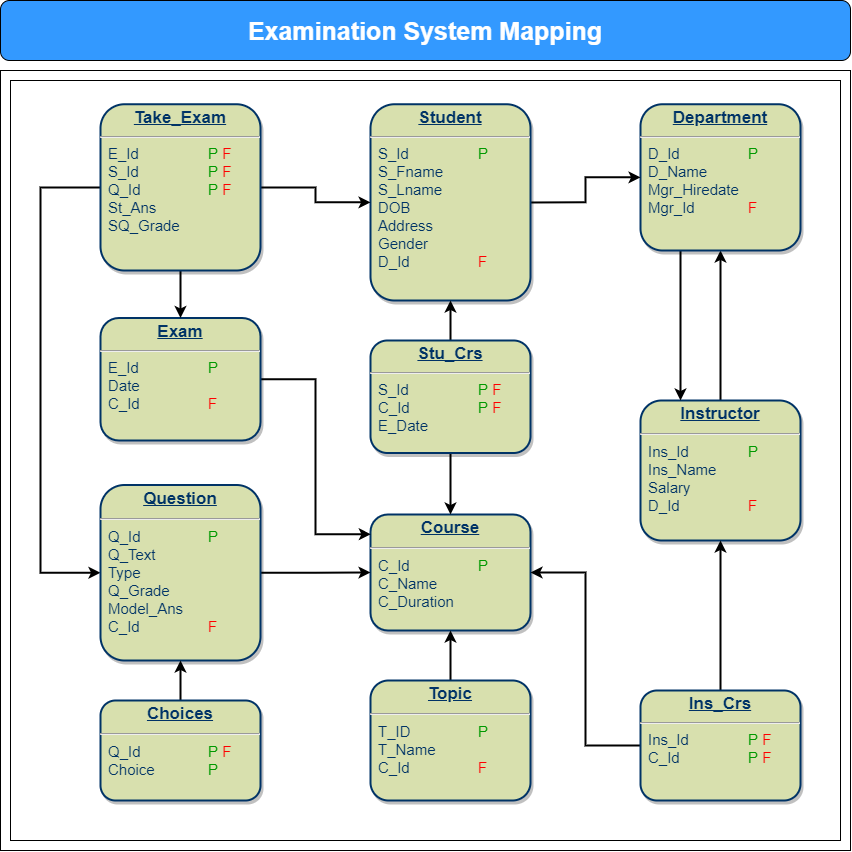 Examination System Mapping
Take_Exam
E_Id P F
S_Id P F
Q_Id P F
St_Ans
SQ_Grade
Student
S_Id P
S_Fname
S_Lname
DOB
Address
Gender
D_Id F
Department
D_Id P
D_Name
Mgr_Hiredate
Mgr_Id F
Exam
E_Id P
Date
C_Id F
Stu_Crs
S_Id P F
C_Id P F
E_Date
Instructor
Ins_Id P
Ins_Name
Salary
D_Id F
Question
Q_Id P
Q_Text
Type
Q_Grade
Model_Ans
C_Id F
Course
C_Id P
C_Name
C_Duration
Choices
Q_Id P F
Choice P
Topic
T_ID P
T_Name
C_Id F
Ins_Crs
Ins_Id P F
C_Id P F